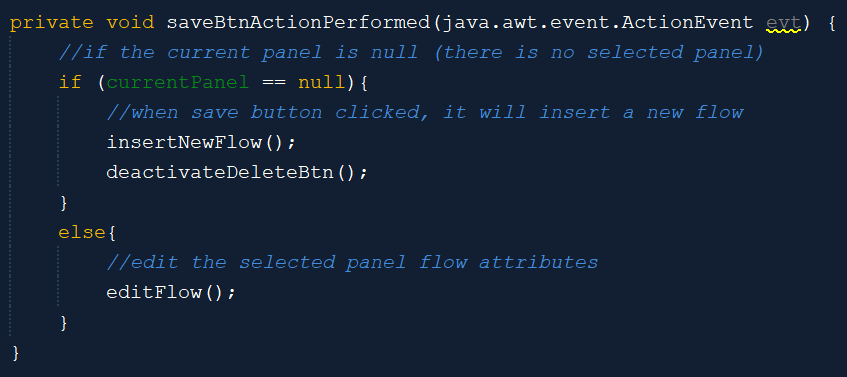 private void saveBtnActionPerformed(java.awt.event.ActionEvent evt) {
    //if the current panel is null (there is no selected panel)
    if (currentPanel == null){
        //when save button clicked, it will insert a new flow
        insertNewFlow();
        deactivateDeleteBtn();
    }
    else{
        //edit the selected panel flow attributes
        editFlow();
    }
}